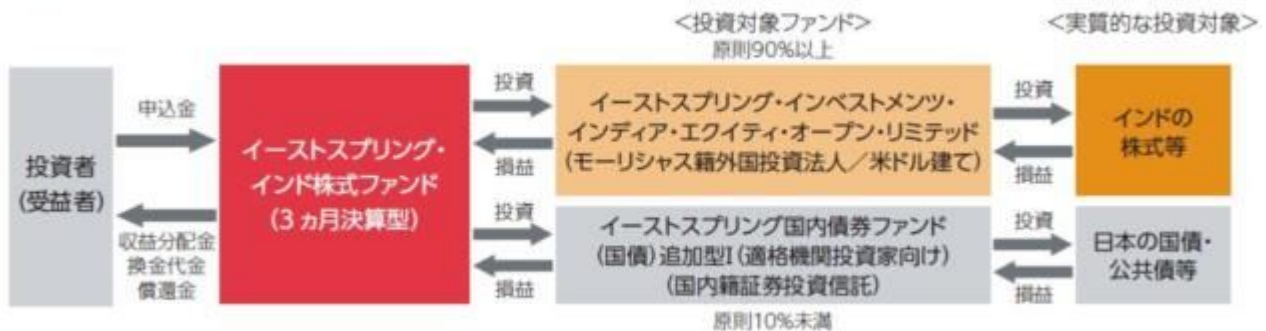 <投資対象ファンド>
原則90%以上
<実質的な投資対象>
投資者
(受益者)
申込金
収益分配金
換金代金
償還金
イーストスプリング・
インド株式ファンド
(3ヵ月決算型)
投資
損益
イーストスプリング・インベストメンツ・
インディア・エクイティ・オープン・リミテッド
(モーリシャス籍外国投資法人/米ドル建て)
投資
損益
インドの
株式等
投資
損益
イーストスプリング国内債券ファンド
(国債)追加型I(適格機関投資家向け)
(国内籍証券投資信託)
原則10%未満
投資
損益
日本の国債・
公共債等